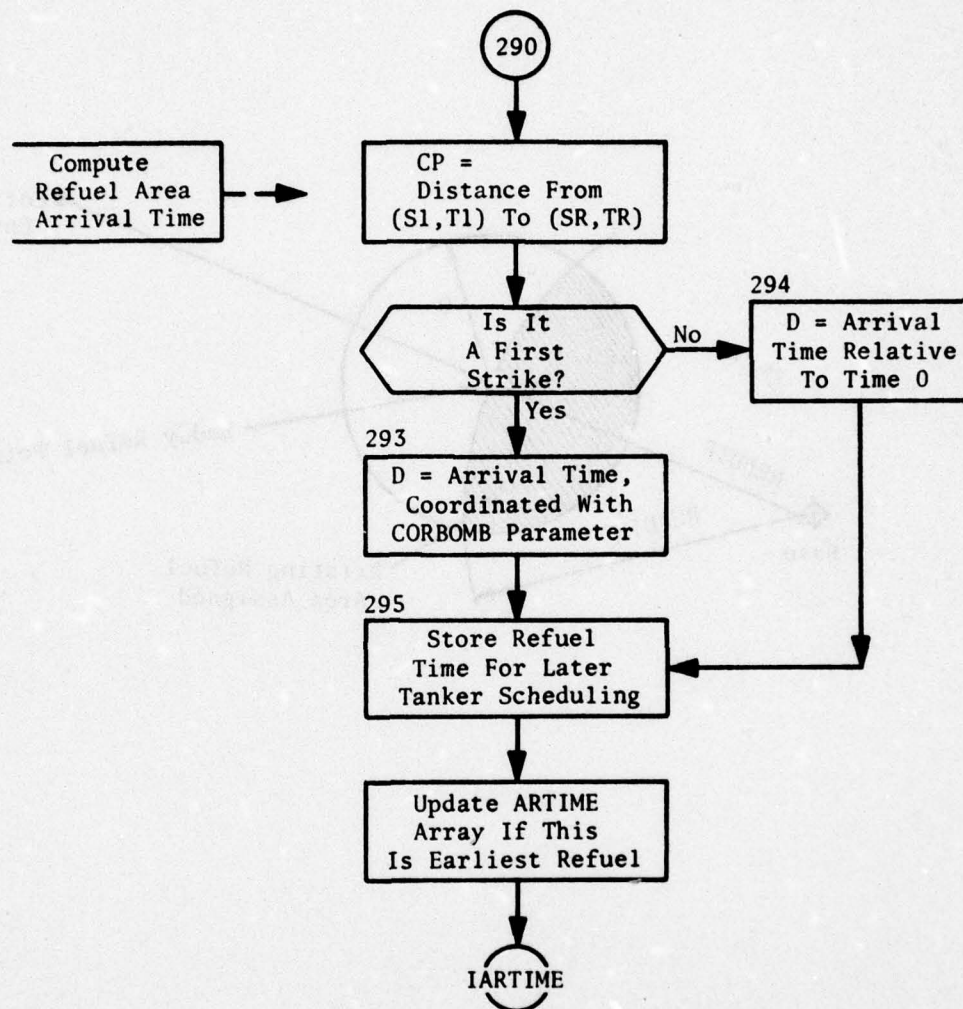 290
Compute
Refuel Area
Arrival Time
CP =
Distance From
(S1,T1) To (SR,TR)
Is It
A First
Strike?
No
Yes
294
D = Arrival
Time Relative
To Time 0
293
D = Arrival Time,
Coordinated With
CORBOMB Parameter
295
Store Refuel
Time For Later
Tanker Scheduling
Update ARTIME
Array If This
Is Earliest Refuel
IARTIME